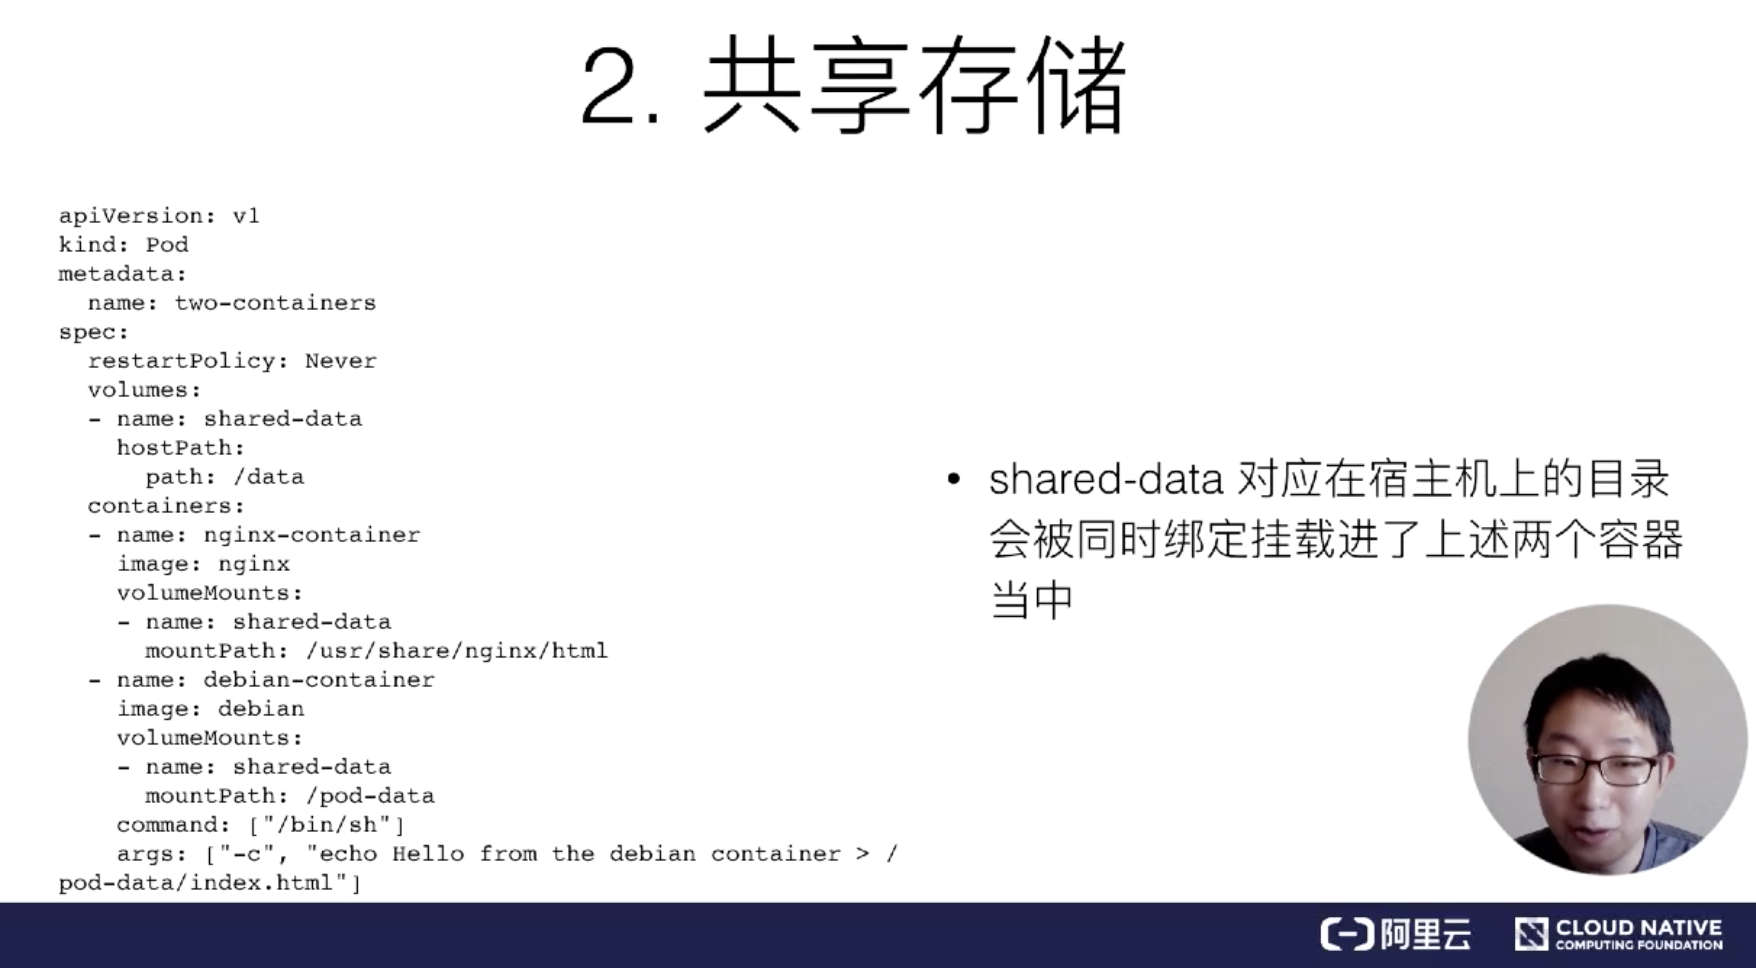 2. 共享存储
apiVersion: v1
kind: Pod
metadata:
  name: two-containers
spec:
  restartPolicy: Never
  volumes:
  - name: shared-data
    hostPath:
      path: /data
  containers:
  - name: nginx-container
    image: nginx
    volumeMounts:
    - name: shared-data
      mountPath: /usr/share/nginx/html
  - name: debian-container
    image: debian
    volumeMounts:
    - name: shared-data
      mountPath: /pod-data
    command: ["/bin/sh"]
    args: ["-c", "echo Hello from the debian container > /
pod-data/index.html"]
• shared-data 对应在宿主机上的目录
会被同时绑定挂载进了上述两个容器
当中
阿里云
CLOUD NATIVE
COMPUTING FOUNDATION